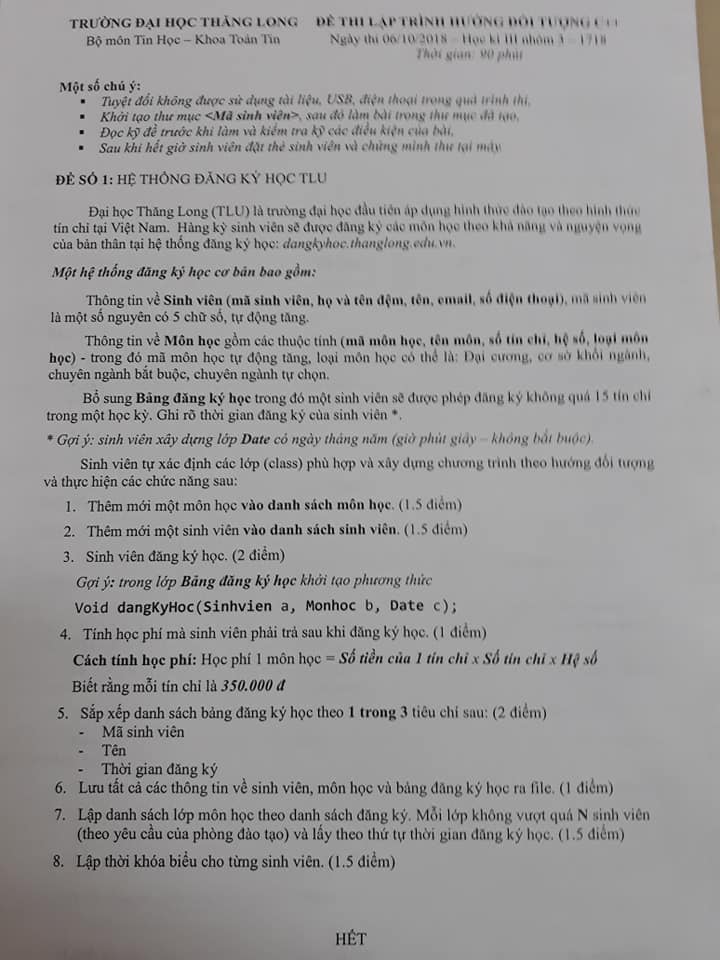 TRƯỜNG ĐẠI HỌC THĂNG LONG ĐỀ THI LẬP TRÌNH HƯỚNG ĐỐI TƯỢNG C++
Bộ môn Tin Học – Khoa Toán Tin Ngày thi 06/10/2018 – Học kì III nhóm 3 – 1718
Thời gian: 90 phút
Một số chú ý:
▪ Tuyệt đối không được sử dụng tài liệu, USB, điện thoại trong quá trình thi.
▪ Khởi tạo thư mục <Mã sinh viên>, sau đó làm bài trong thư mục đã tạo.
▪ Đọc kỹ đề trước khi làm và kiểm tra kỹ các điều kiện của bài.
▪ Sau khi hết giờ sinh viên đặt thẻ sinh viên và chứng minh thư tại máy.
ĐỀ SỐ 1: HỆ THỐNG ĐĂNG KÝ HỌC TLU
Đại học Thăng Long (TLU) là trường đại học đầu tiên áp dụng hình thức đào tạo theo hình thức
tín chỉ tại Việt Nam. Hàng kỳ sinh viên sẽ được đăng ký các môn học theo khả năng và nguyện vọng
của bản thân tại hệ thống đăng ký học: dangkyhoc.thanglong.edu.vn.
Một hệ thống đăng ký học cơ bản bao gồm:
Thông tin về Sinh viên (mã sinh viên, họ và tên đệm, tên, email, số điện thoại), mã sinh viên
là một số nguyên có 5 chữ số, tự động tăng.
Thông tin về Môn học gồm các thuộc tính (mã môn học, tên môn, số tín chỉ, hệ số, loại môn
học) - trong đó mã môn học tự động tăng, loại môn học có thể là: Đại cương, cơ sở khối ngành,
chuyên ngành bắt buộc, chuyên ngành tự chọn.
Bổ sung Bảng đăng ký học trong đó một sinh viên sẽ được phép đăng ký không quá 15 tín chỉ
trong một học kỳ. Ghi rõ thời gian đăng ký của sinh viên *.
* Gợi ý: sinh viên xây dựng lớp Date có ngày tháng năm (giờ phút giây – không bắt buộc).
Sinh viên tự xác định các lớp (class) phù hợp và xây dựng chương trình theo hướng đối tượng
và thực hiện các chức năng sau:
1. Thêm mới một môn học vào danh sách môn học. (1.5 điểm)
2. Thêm mới một sinh viên vào danh sách sinh viên. (1.5 điểm)
3. Sinh viên đăng ký học. (2 điểm)
Gợi ý: trong lớp Bảng đăng ký học khởi tạo phương thức
Void dangKyHoc(Sinhvien a, Monhoc b, Date c);
4. Tính học phí mà sinh viên phải trả sau khi đăng ký học. (1 điểm)
Cách tính học phí: Học phí 1 môn học = Số tiền của 1 tín chỉ x Số tín chỉ x Hệ số
Biết rằng mỗi tín chỉ là 350.000 đ
5. Sắp xếp danh sách bảng đăng ký học theo 1 trong 3 tiêu chí sau: (2 điểm)
- Mã sinh viên
- Tên
- Thời gian đăng ký
6. Lưu tất cả các thông tin về sinh viên, môn học và bảng đăng ký học ra file. (1 điểm)
7. Lập danh sách lớp môn học theo danh sách đăng ký. Mỗi lớp không vượt quá N sinh viên
(theo yêu cầu của phòng đào tạo) và lấy theo thứ tự thời gian đăng ký học. (1.5 điểm)
8. Lập thời khóa biểu cho từng sinh viên. (1.5 điểm)
HẾT